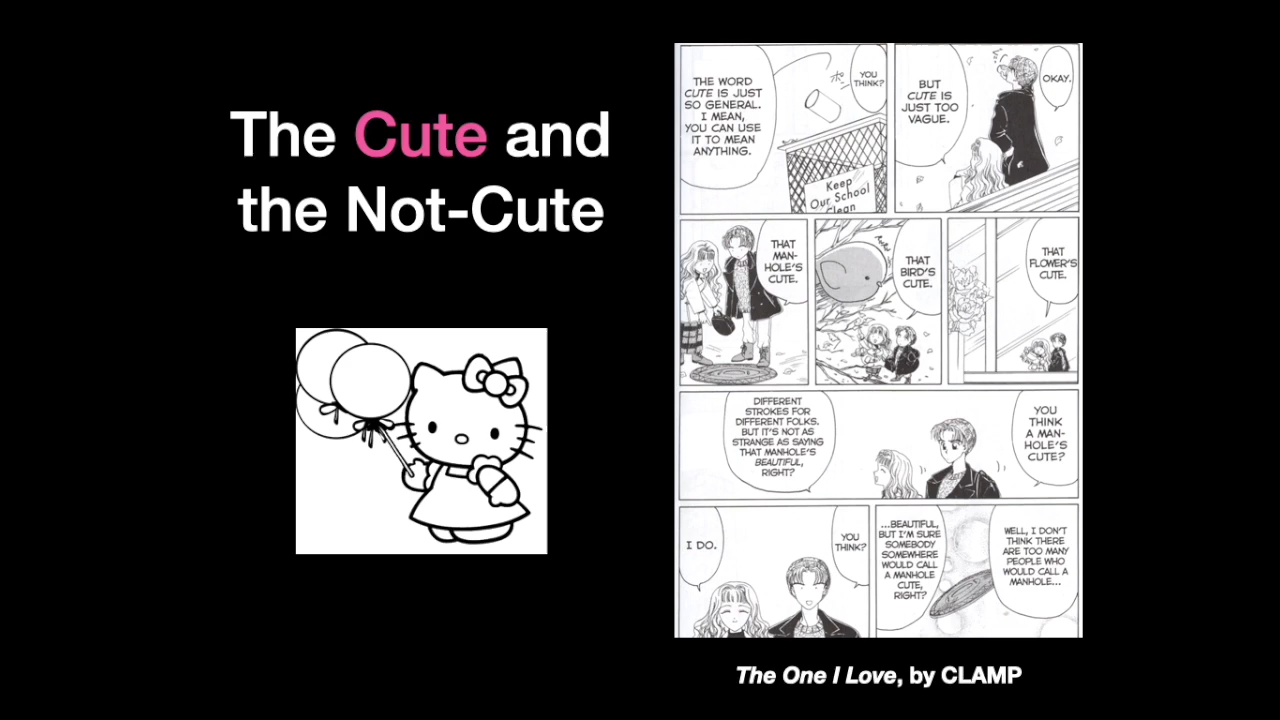 The Cute and
the Not-Cute
OKAY.
BUT
CUTE IS
JUST TOO
VAGUE.
YOU
THINK?
THE WORD
CUTE IS JUST
SO GENERAL.
I MEAN,
YOU CAN USE
IT TO MEAN
ANYTHING.
Keep
Our School
Clean
THAT
FLOWER'S
CUTE.
THAT
BIRD'S
CUTE.
THAT
MAN-
HOLE'S
CUTE.
YOU
THINK
A MAN-
HOLE'S
CUTE?
DIFFERENT
STROKES FOR
DIFFERENT FOLKS.
BUT IT'S NOT AS
STRANGE AS SAYING
THAT MANHOLE'S
BEAUTIFUL,
RIGHT?
WELL, I DON'T
THINK THERE
ARE TOO MANY
PEOPLE WHO
WOULD CALL A
MANHOLE...
...BEAUTIFUL,
BUT I'M SURE
SOMEBODY
SOMEWHERE
WOULD CALL
A MANHOLE
CUTE,
RIGHT?
YOU
THINK?
I DO.
The One I Love, by CLAMP